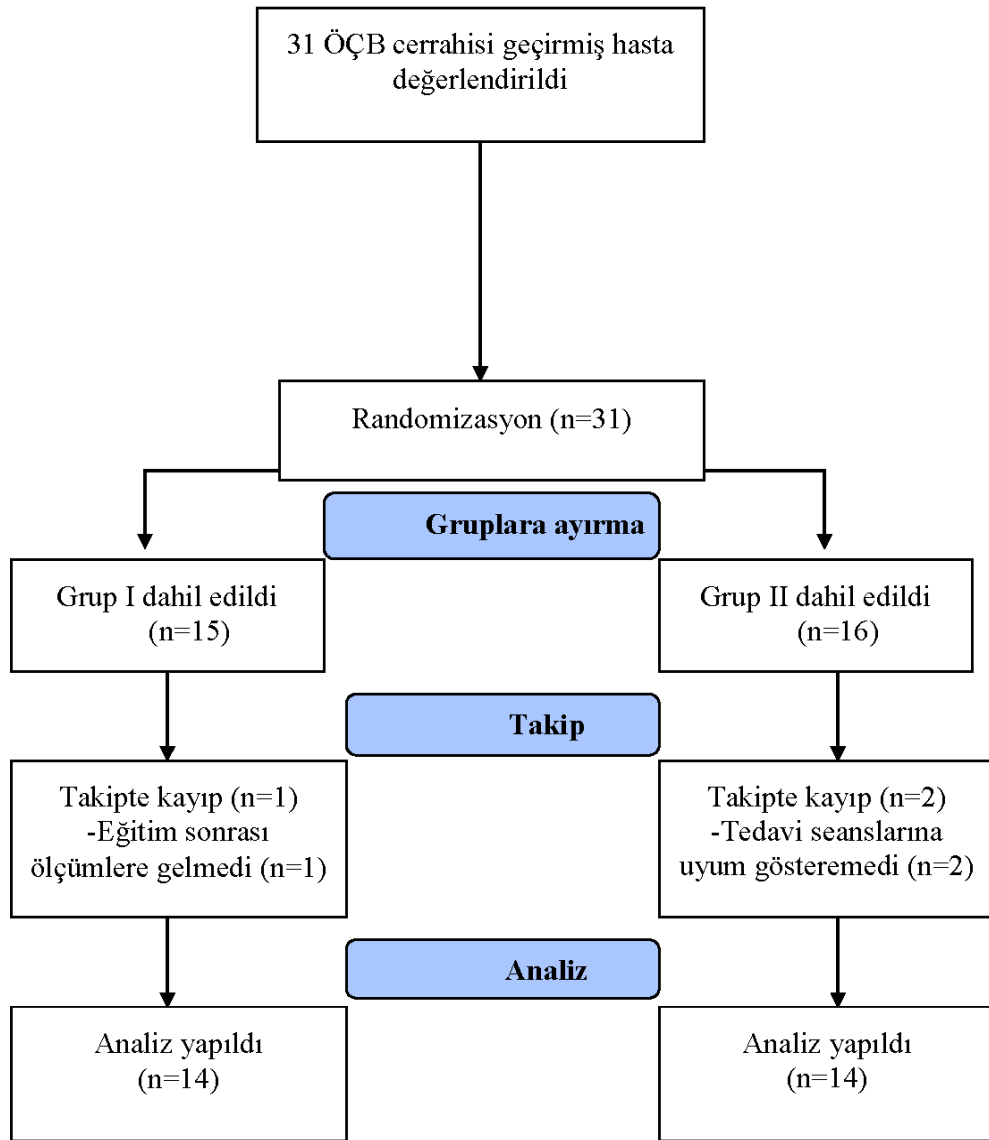 31 ÖÇB cerrahisi geçirmiş hasta
değerlendirildi
Randomizasyon (n=31)
Gruplara ayırma
Grup I dahil edildi
(n=15)
Grup II dahil edildi
(n=16)
Takip
Takipte kayıp (n=1)
-Eğitim sonrası
ölçümlere gelmedi (n=1)
Takipte kayıp (n=2)
-Tedavi seanslarına
uyum gösteremedi (n=2)
Analiz
Analiz yapıldı
(n=14)
Analiz yapıldı
(n=14)